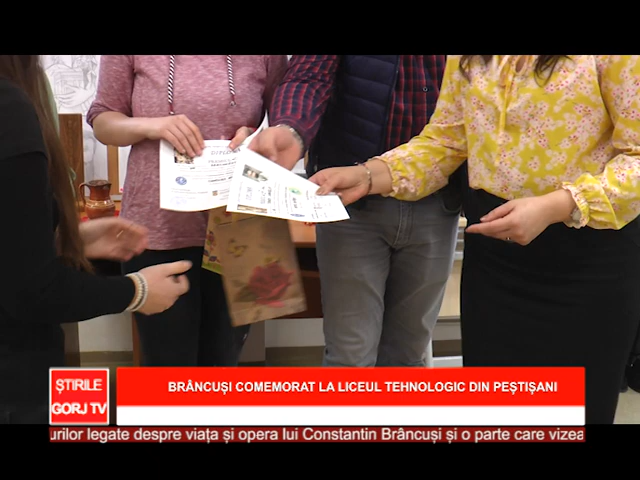 DIPLOMĂ
ȘTIRILE
GORJ TV
BRÂNCUȘI COMEMORAT LA LICEUL TEHNOLOGIC DIN PEȘTIȘANI
urilor legate despre viața și opera lui Constantin Brâncuși și o parte care vizea